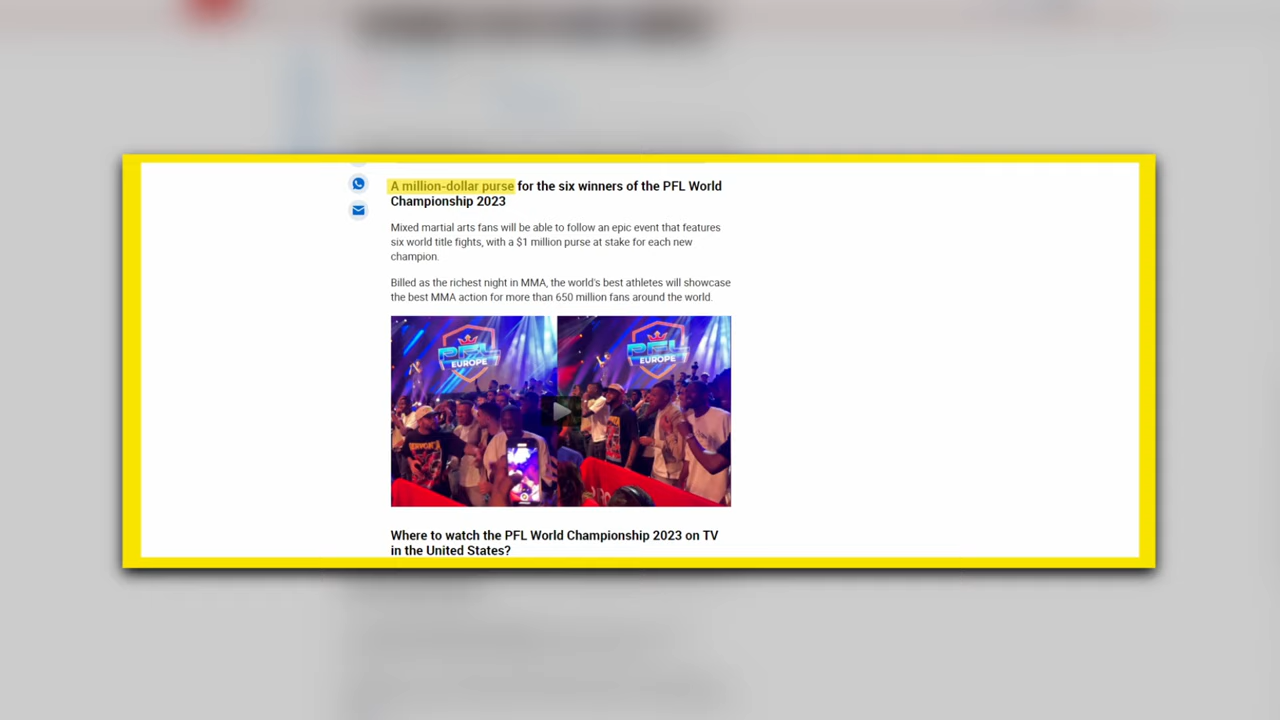 A million-dollar purse for the six winners of the PFL World
Championship 2023
Mixed martial arts fans will be able to follow an epic event that features
six world title fights, with a $1 million purse at stake for each new
champion.
Billed as the richest night in MMA, the world's best athletes will showcase
the best MMA action for more than 650 million fans around the world.
PFL
EUROPE
PFL
EUROPE
Where to watch the PFL World Championship 2023 on TV
in the United States?